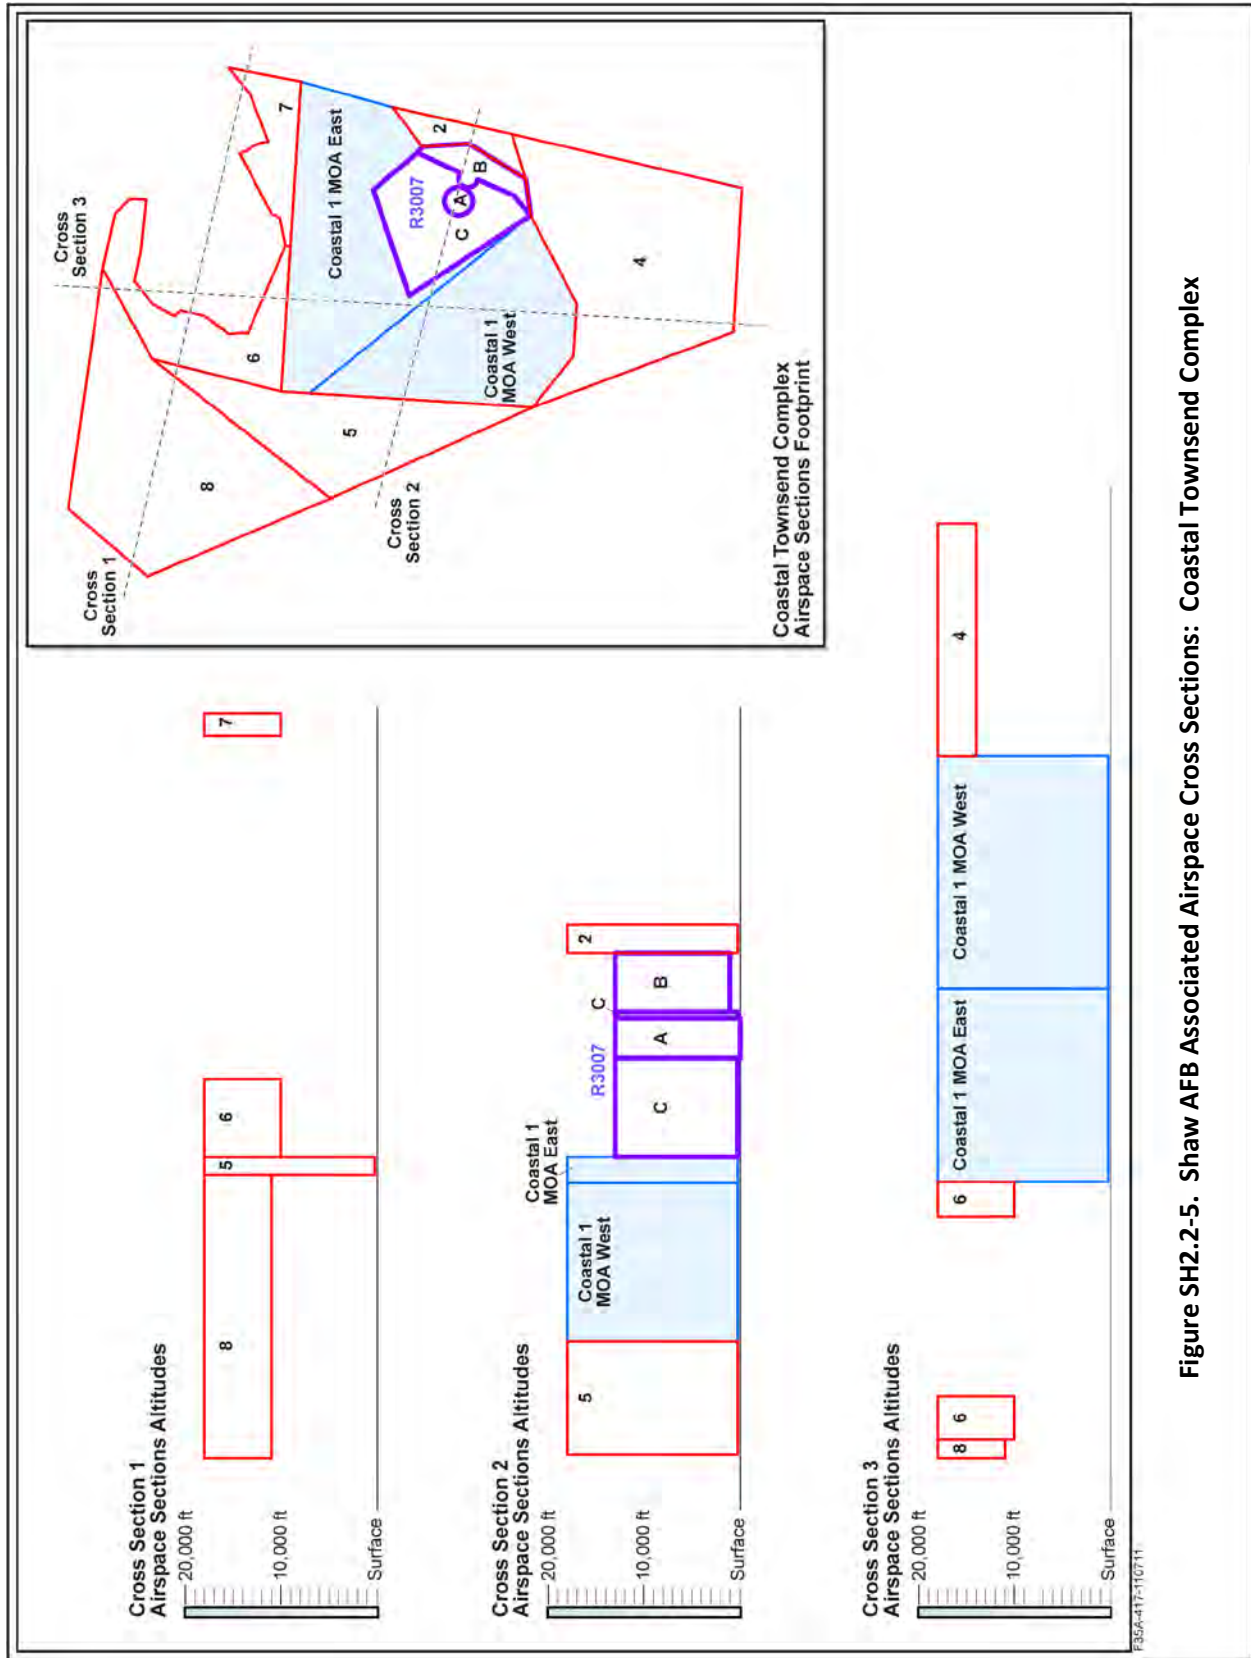 Cross Section 1
Airspace Sections Altitudes
20,000 ft
10,000 ft
Surface
8
5
6
7
Cross Section 2
Airspace Sections Altitudes
20,000 ft
10,000 ft
Surface
5
Coastal 1
MOA West
Coastal 1
MOA East
R3007
C
A
C
B
2
Cross Section 3
Airspace Sections Altitudes
20,000 ft
10,000 ft
Surface
8
6
6
Coastal 1 MOA East
Coastal 1 MOA West
4
Cross
Section 1
Cross
Section 2
Cross
Section 3
8
5
6
7
Coastal 1 MOA East
Coastal 1
MOA West
R3007
C
A
B
2
4
Coastal Townsend Complex
Airspace Sections Footprint
F35A-417-110711
Figure SH2.2-5. Shaw AFB Associated Airspace Cross Sections: Coastal Townsend Complex